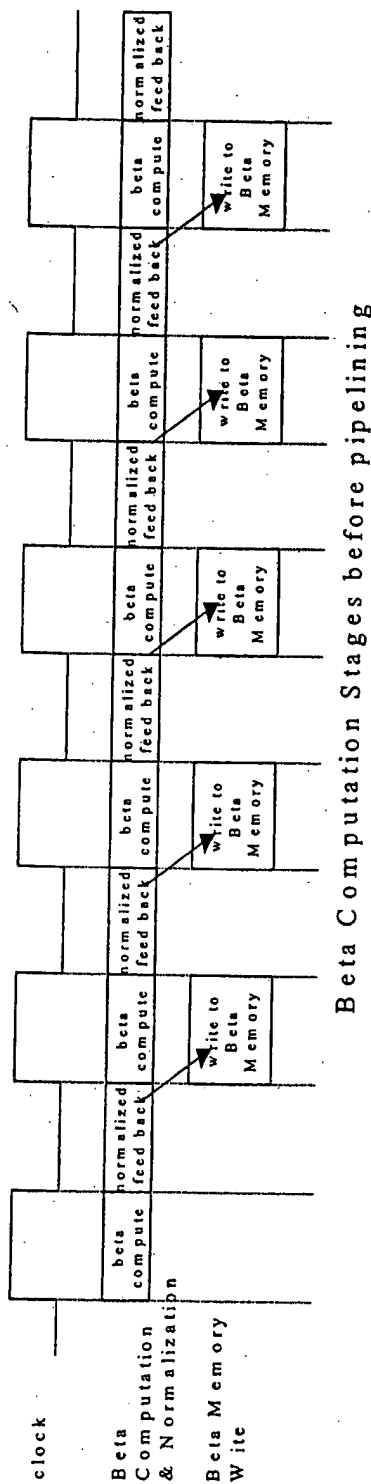 clock
Beta
Computation
& Normalization
beta
compute
normalized
feed back
beta
compute
normalized
feed back
beta
compute
normalized
feed back
beta
compute
normalized
feed back
beta
compute
normalized
feed back
beta
compute
normalized
feed back
Beta Memory
Wite
write to
Beta
Memory
write to
Beta
Memory
write to
Beta
Memory
write to
Beta
Memory
write to
Beta
Memory
Beta Computation Stages before pipelining